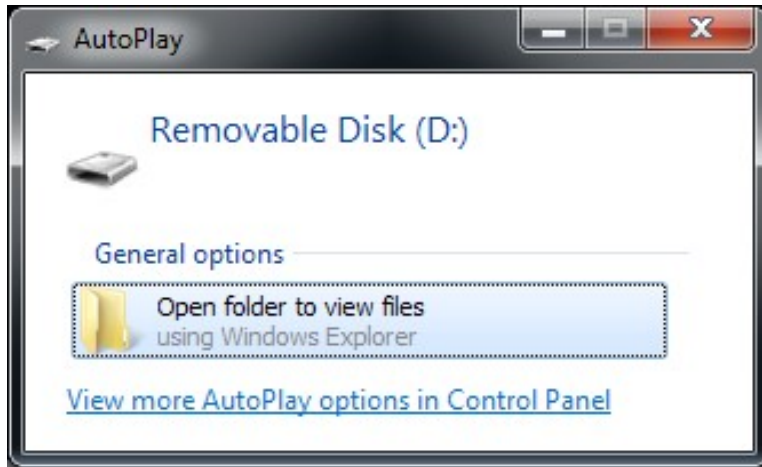 AutoPlay
Removable Disk (D:)
General options
Open folder to view files
using Windows Explorer
View more AutoPlay options in Control Panel